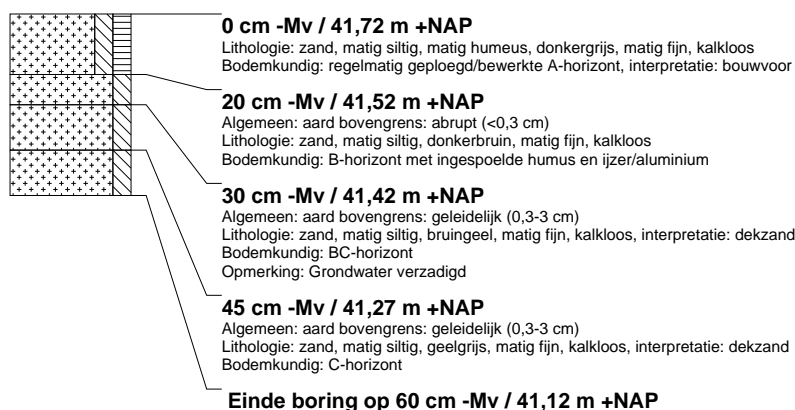 0 cm -Mv / 41,72 m +NAP
Lithologie: zand, matig siltig, matig humeus, donkergrijs, matig fijn, kalkloos
Bodemkundig: regelmatig geploegd/bewerkte A-horizont, interpretatie: bouwvoor
20 cm -Mv / 41,52 m +NAP
Algemeen: aard bovengrens: abrupt (<0,3 cm)
Lithologie: zand, matig siltig, donkerbruin, matig fijn, kalkloos
Bodemkundig: B-horizont met ingespoelde humus en ijzer/aluminium
30 cm -Mv / 41,42 m +NAP
Algemeen: aard bovengrens: geleidelijk (0,3-3 cm)
Lithologie: zand, matig siltig, bruingeel, matig fijn, kalkloos, interpretatie: dekzand
Bodemkundig: BC-horizont
Opmerking: Grondwater verzadigd
45 cm -Mv / 41,27 m +NAP
Algemeen: aard bovengrens: geleidelijk (0,3-3 cm)
Lithologie: zand, matig siltig, geelgrijs, matig fijn, kalkloos, interpretatie: dekzand
Bodemkundig: C-horizont
Einde boring op 60 cm -Mv / 41,12 m +NAP